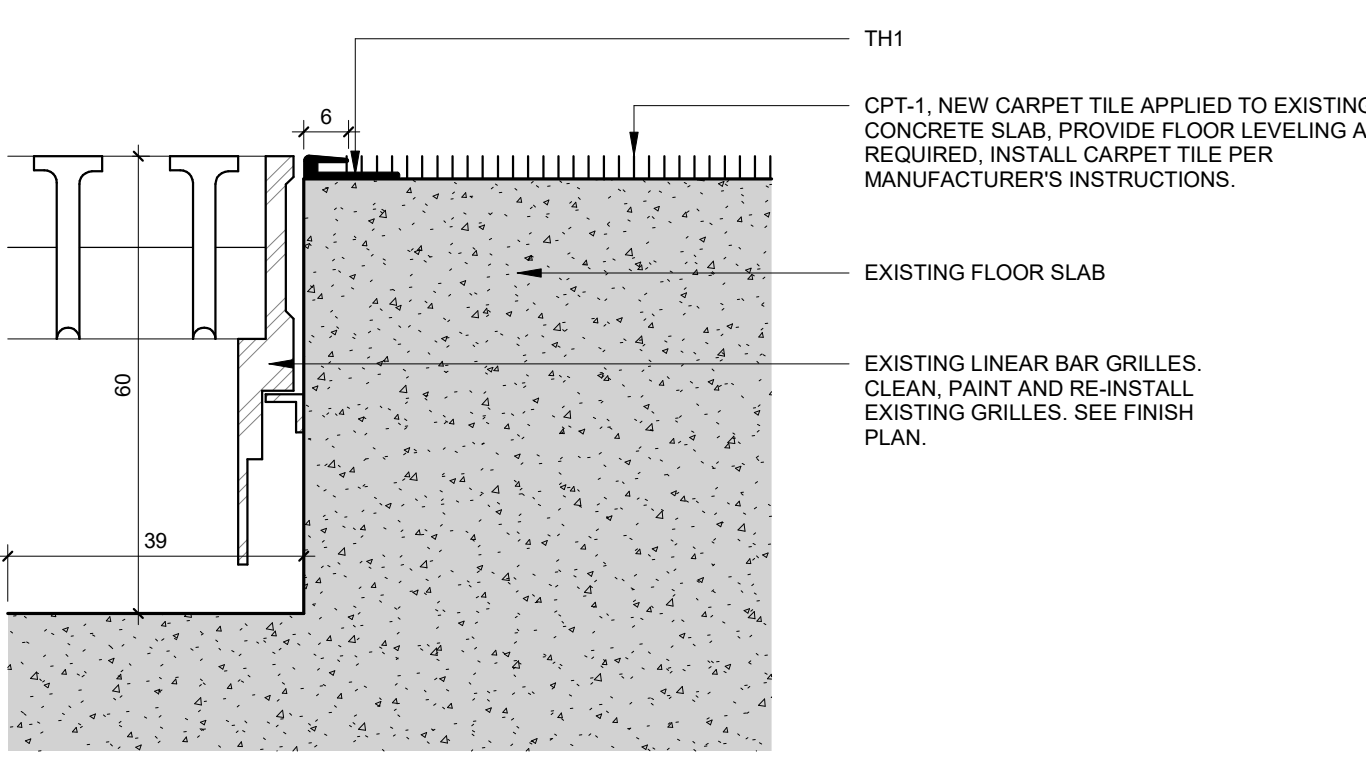 TH1
6
CPT-1, NEW CARPET TILE APPLIED TO EXISTING
CONCRETE SLAB, PROVIDE FLOOR LEVELING A
REQUIRED, INSTALL CARPET TILE PER
MANUFACTURER'S INSTRUCTIONS.
EXISTING FLOOR SLAB
EXISTING LINEAR BAR GRILLES.
CLEAN, PAINT AND RE-INSTALL
EXISTING GRILLES. SEE FINISH
PLAN.
60
39